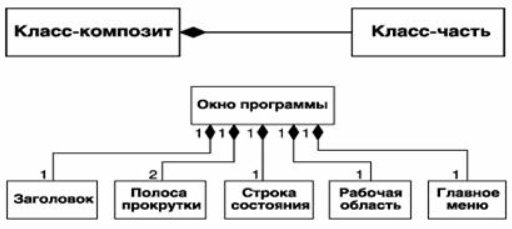 Класс-композит
Класс-часть
Окно программы
1 1 1 1 1
1 2 1 1 1
Заголовок
Полоса
прокрутки
Строка
состояния
Рабочая
область
Главное
меню